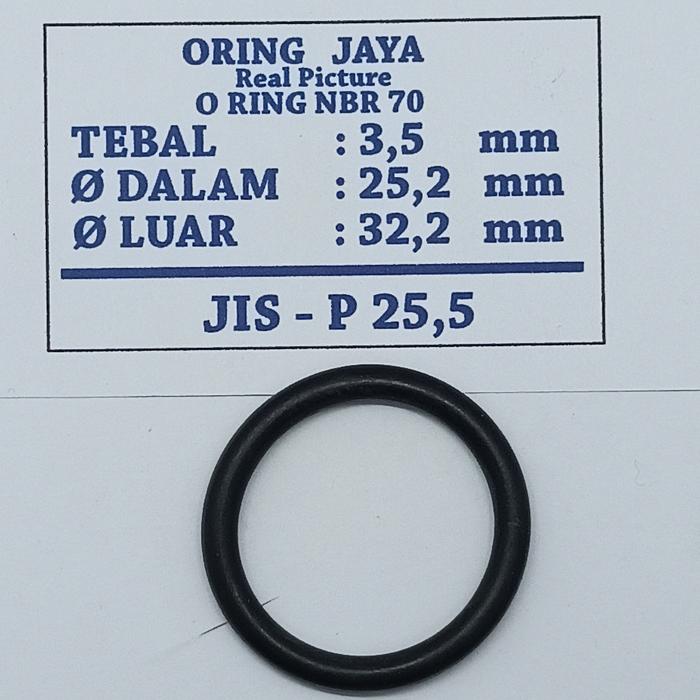 ORING JAYA
Real Picture
O RING NBR 70
TEBAL : 3,5 mm
Ø DALAM : 25,2 mm
Ø LUAR : 32,2 mm
JIS - P 25,5